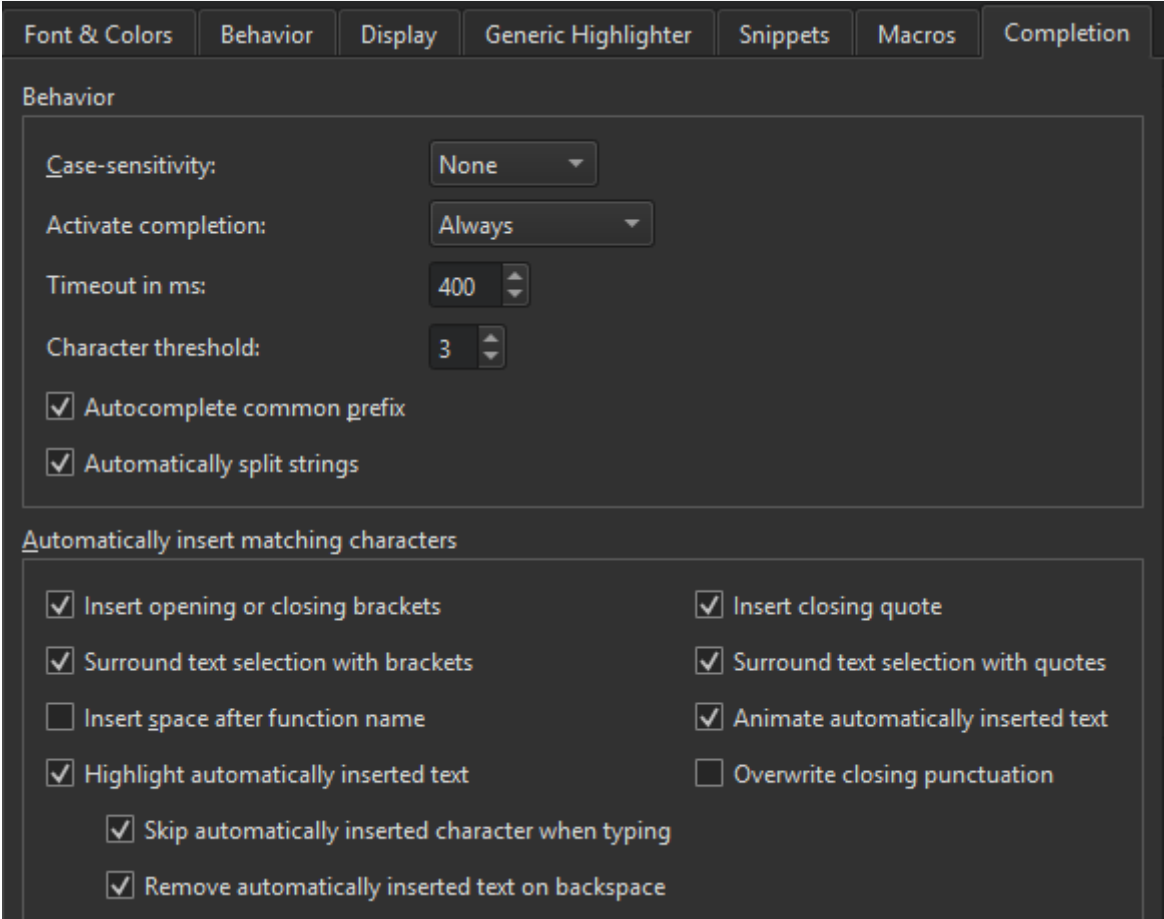 Font & Colors Behavior Display Generic Highlighter Snippets Macros Completion
Behavior
Case-sensitivity: None
Activate completion: Always
Timeout in ms: 400
Character threshold: 3
Autocomplete common prefix
Automatically split strings
Automatically insert matching characters
Insert opening or closing brackets Insert closing quote
Surround text selection with brackets Surround text selection with quotes
Insert space after function name Animate automatically inserted text
Highlight automatically inserted text Overwrite closing punctuation
Skip automatically inserted character when typing
Remove automatically inserted text on backspace